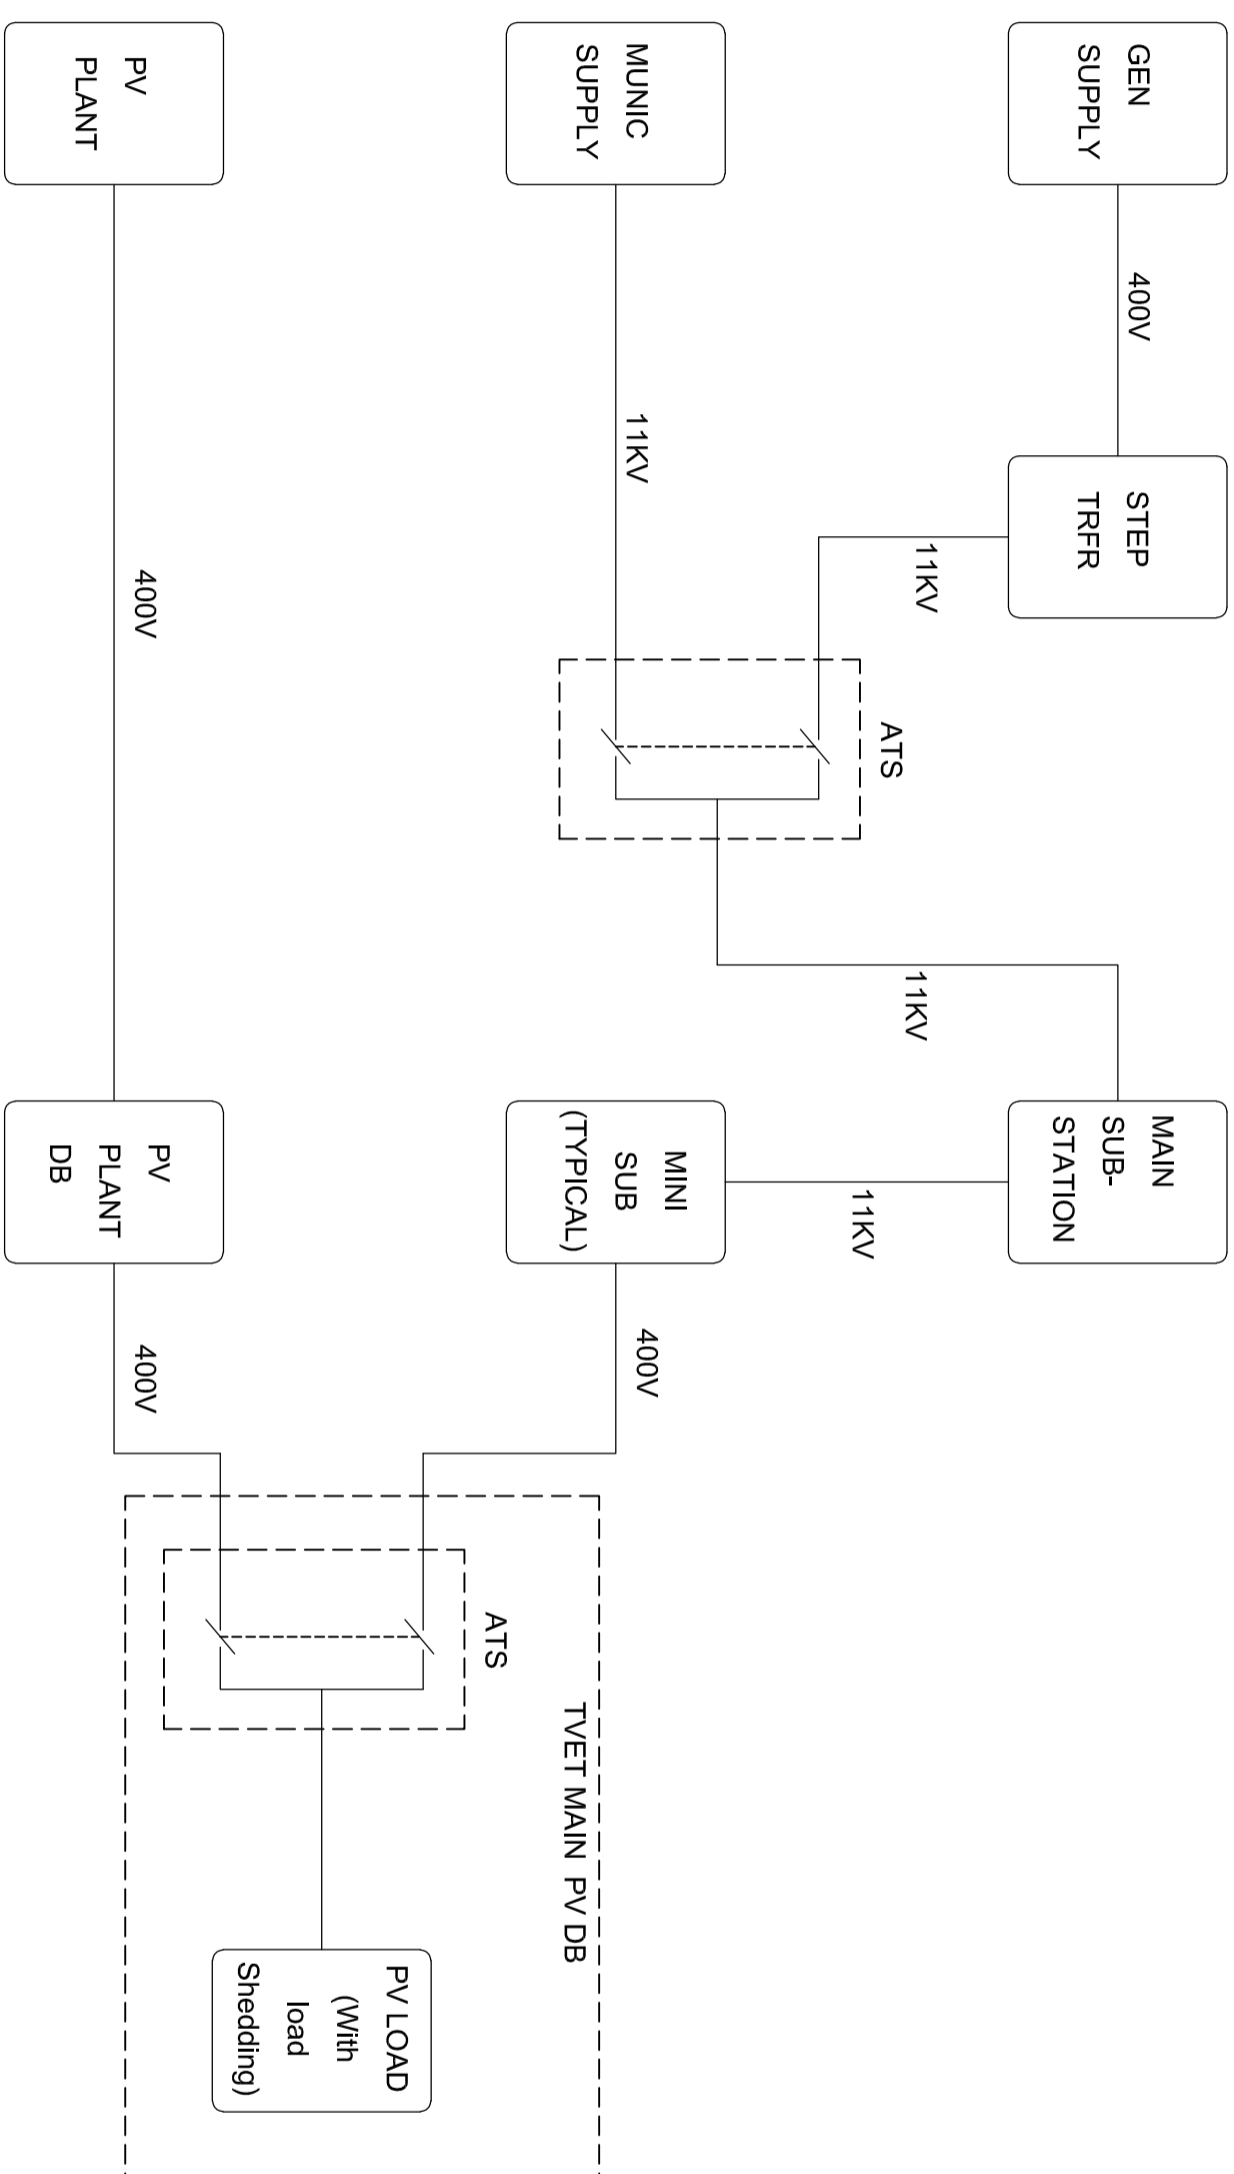 GEN
SUPPLY
400V
STEP
TRFR
11KV
MUNIC
SUPPLY
11KV
ATS
11KV
MAIN
SUB-
STATION
11KV
MINI
SUB
(TYPICAL)
400V
PV
PLANT
400V
PV
PLANT
DB
400V
ATS
TVET MAIN PV DB
PV LOAD
(With
load
Shedding)